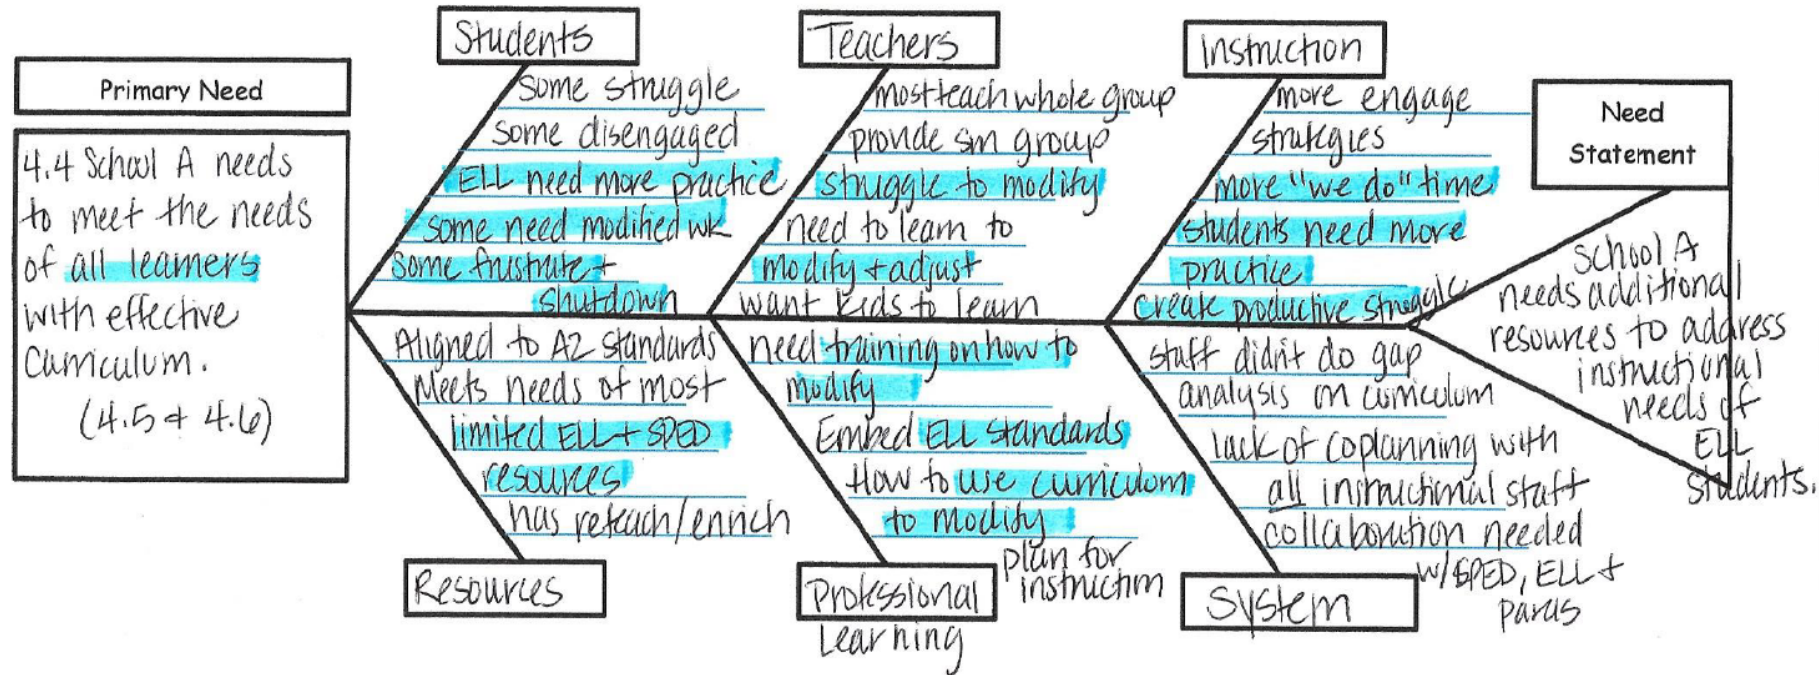 Primary Need
4.4 School A needs
to meet the needs
of all learners
with effective
Curriculum.
(4.5 & 4.6)
Students
Some struggle
Some disengaged
ELL need more practice
some need modified wk
Some frustrate +
shutdown
Teachers
most teach whole group
provide sm group
struggle to modify
need to learn to
modify + adjust
want kids to learn
Instruction
more engage
strategies
more "we do" time
students need more
practice
create productive struggle
Need
Statement
School A
needs additional
resources to address
instructional
needs of
ELL
students.
Aligned to AZ standards
Meets needs of most
limited ELL + SPED
resources
has reteach/enrich
Resources
need training on how to
modify
Embed ELL standards
How to use curriculum
to modify
plan for
instruction
Professional
Learning
staff didn't do gap
analysis on curriculum
lack of coplanning with
all instructional staff
collaboration needed
w/SPED, ELL +
paras
System